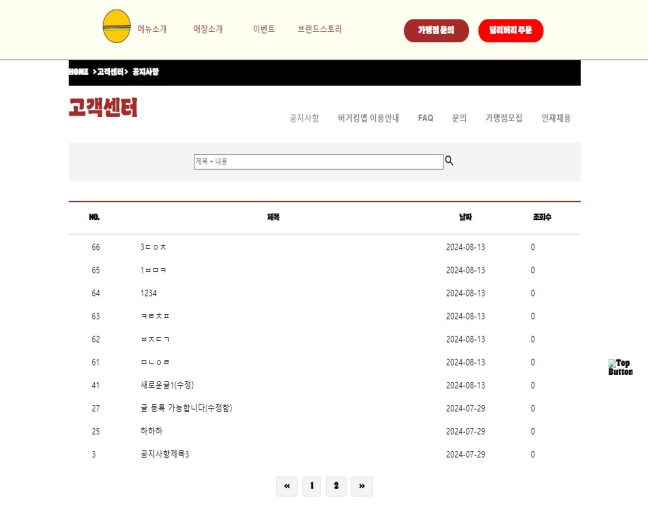 메뉴소개 매장소개 이벤트 브랜드스토리 가맹점 문의 딜리버리 주문
HOME >고객센터> 공지사항
고객센터
공지사항 버거킹앱 이용안내 FAQ 문의 가맹점모집 인재채용
제목 + 내용
NO. 제목 날짜 조회수
66 3ㄷㅇㅊ 2024-08-13 0
65 1ㅂㅁㅋ 2024-08-13 0
64 1234 2024-08-13 0
63 ㅋㅌㅊㅍ 2024-08-13 0
62 ㅂㅈㄷㄱ 2024-08-13 0
61 ㅁㄴㅇㄹ 2024-08-13 0
41 새로운글1(수정) 2024-08-13 0
27 글 등록 가능합니다(수정함) 2024-07-29 0
25 하하하 2024-07-29 0
3 공지사항제목3 2024-07-29 0
Top
Button
« 1 2 »